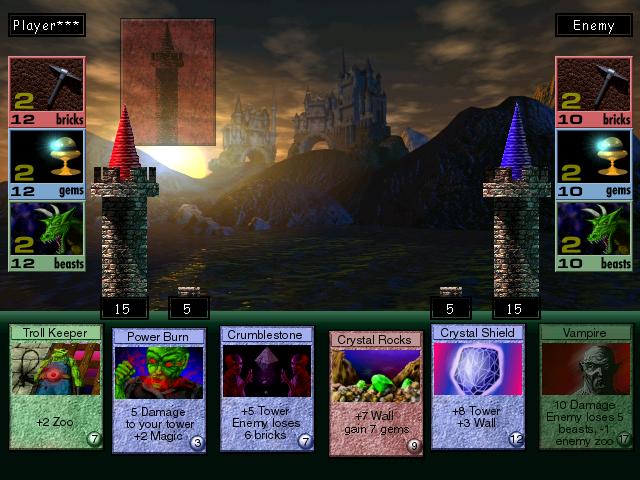 Player***
Enemy
2
12 bricks
2
12 gems
2
12 beasts
2
10 bricks
2
10 gems
2
10 beasts
15
5
5
15
Troll Keeper
+2 Zoo
7
Power Burn
5 Damage
to your tower
+2 Magic
3
Crumblestone
+5 Tower
Enemy loses
6 bricks
7
Crystal Rocks
+7 Wall
gain 7 gems
9
Crystal Shield
+8 Tower
+3 Wall
12
Vampire
10 Damage
Enemy loses 5
beasts, -1
enemy zoo
17